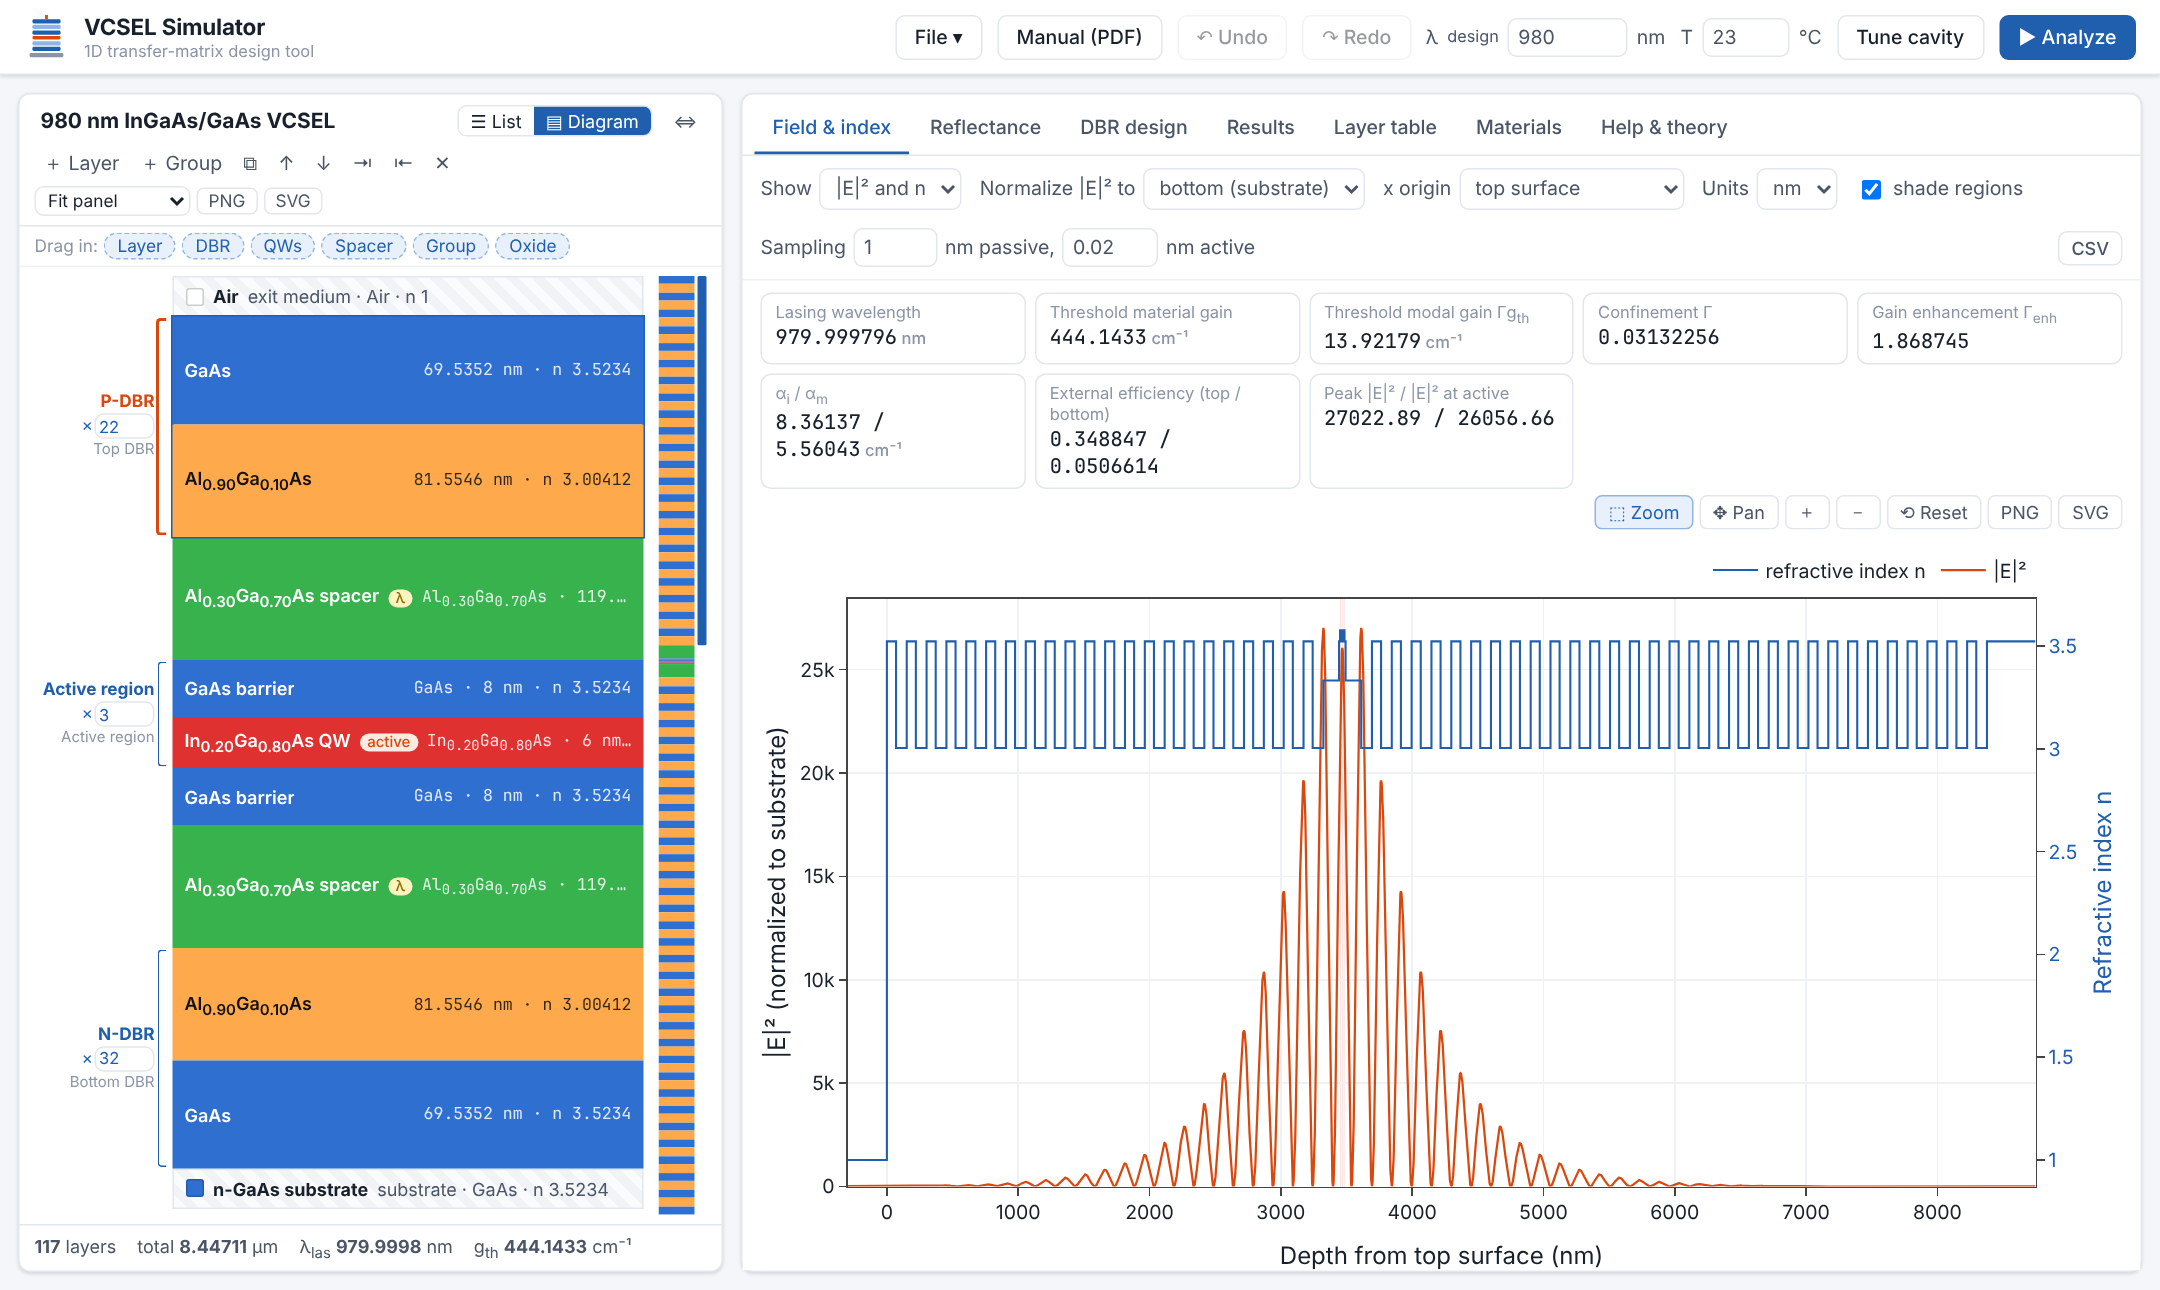 VCSEL Simulator
1D transfer-matrix design tool
File ▾
Manual (PDF)
↶ Undo
↷ Redo
λ design 980 nm
T 23 °C
Tune cavity
▶ Analyze
980 nm InGaAs/GaAs VCSEL
☰ List
▤ Diagram
⇔
+ Layer
+ Group
⧉ ↑ ↓ ⇥ ⇤ ✕
Fit panel
PNG
SVG
Drag in:
Layer
DBR
QWs
Spacer
Group
Oxide
Air exit medium · Air · n 1
P-DBR
× 22
Top DBR
GaAs 69.5352 nm · n 3.5234
Al0.90Ga0.10As 81.5546 nm · n 3.00412
Al0.30Ga0.70As spacer λ Al0.30Ga0.70As · 119.…
Active region
× 3
Active region
GaAs barrier GaAs · 8 nm · n 3.5234
In0.20Ga0.80As QW active In0.20Ga0.80As · 6 nm…
GaAs barrier GaAs · 8 nm · n 3.5234
Al0.30Ga0.70As spacer λ Al0.30Ga0.70As · 119.…
N-DBR
× 32
Bottom DBR
Al0.90Ga0.10As 81.5546 nm · n 3.00412
GaAs 69.5352 nm · n 3.5234
n-GaAs substrate substrate · GaAs · n 3.5234
117 layers total 8.44711 µm λlas 979.9998 nm gth 444.1433 cm⁻¹
Field & index
Reflectance
DBR design
Results
Layer table
Materials
Help & theory
Show |E|² and n
Normalize |E|² to bottom (substrate)
x origin top surface
Units nm
shade regions
Sampling 1 nm passive, 0.02 nm active
CSV
Lasing wavelength
979.999796 nm
Threshold material gain
444.1433 cm⁻¹
Threshold modal gain Γgth
13.92179 cm⁻¹
Confinement Γ
0.03132256
Gain enhancement Γenh
1.868745
αi / αm
8.36137 /
5.56043 cm⁻¹
External efficiency (top /
bottom)
0.348847 /
0.0506614
Peak |E|² / |E|² at active
27022.89 / 26056.66
⬚ Zoom
✥ Pan
+
−
⟲ Reset
PNG
SVG
refractive index n
|E|²
|E|² (normalized to substrate)
25k
20k
15k
10k
5k
0
3.5
3
2.5
2
1.5
1
Refractive index n
0 1000 2000 3000 4000 5000 6000 7000 8000
Depth from top surface (nm)